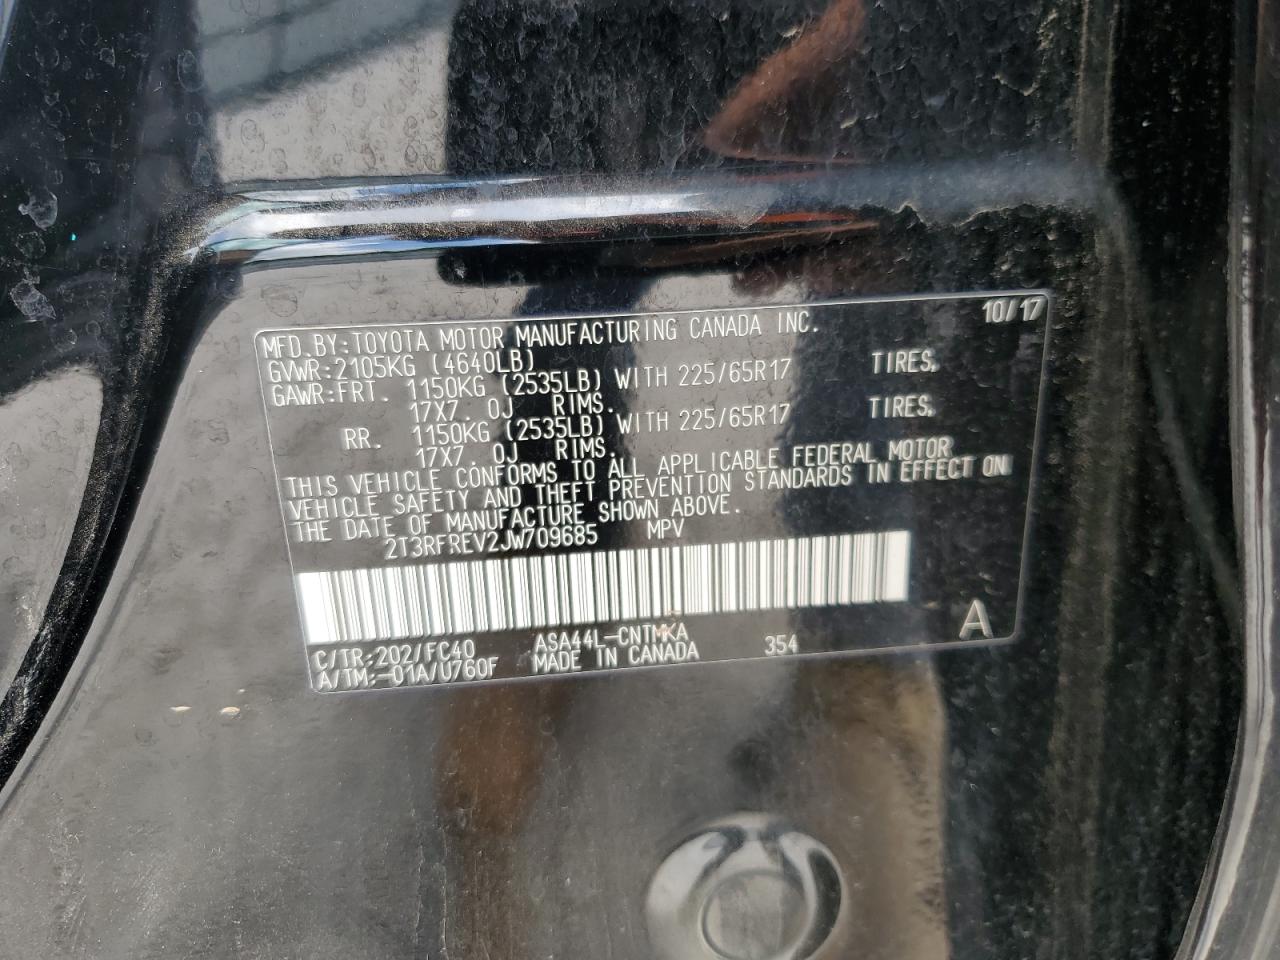 MFD.BY:TOYOTA MOTOR MANUFACTURING CANADA INC. 10/17
GVWR:2105KG (4640LB)
GAWR:FRT. 1150KG (2535LB) WITH 225/65R17 TIRES,
17X7. 0J RIMS.
RR. 1150KG (2535LB) WITH 225/65R17 TIRES,
17X7 0J RIMS.
THIS VEHICLE CONFORMS TO ALL APPLICABLE FEDERAL MOTOR
VEHICLE SAFETY AND THEFT PREVENTION STANDARDS IN EFFECT ON
THE DATE OF MANUFACTURE SHOWN ABOVE.
2T3RFREV2JW709685 MPV
C/TR:202/FC40 ASA44L-CNTMKA 354 A
A/TM:-01A/U760F MADE IN CANADA